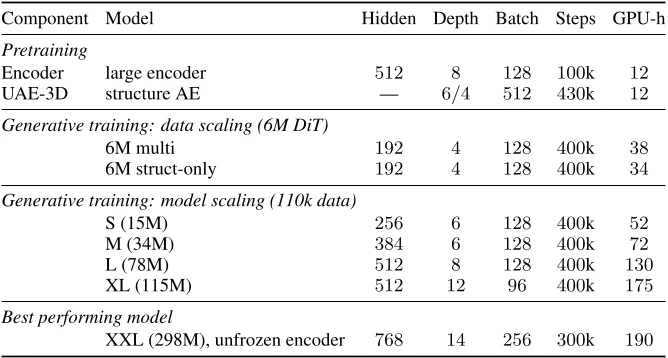 Component Model Hidden Depth Batch Steps GPU-h
Pretraining
Encoder large encoder 512 8 128 100k 12
UAE-3D structure AE — 6/4 512 430k 12
Generative training: data scaling (6M DiT)
6M multi 192 4 128 400k 38
6M struct-only 192 4 128 400k 34
Generative training: model scaling (110k data)
S (15M) 256 6 128 400k 52
M (34M) 384 6 128 400k 72
L (78M) 512 8 128 400k 130
XL (115M) 512 12 96 400k 175
Best performing model
XXL (298M), unfrozen encoder 768 14 256 300k 190